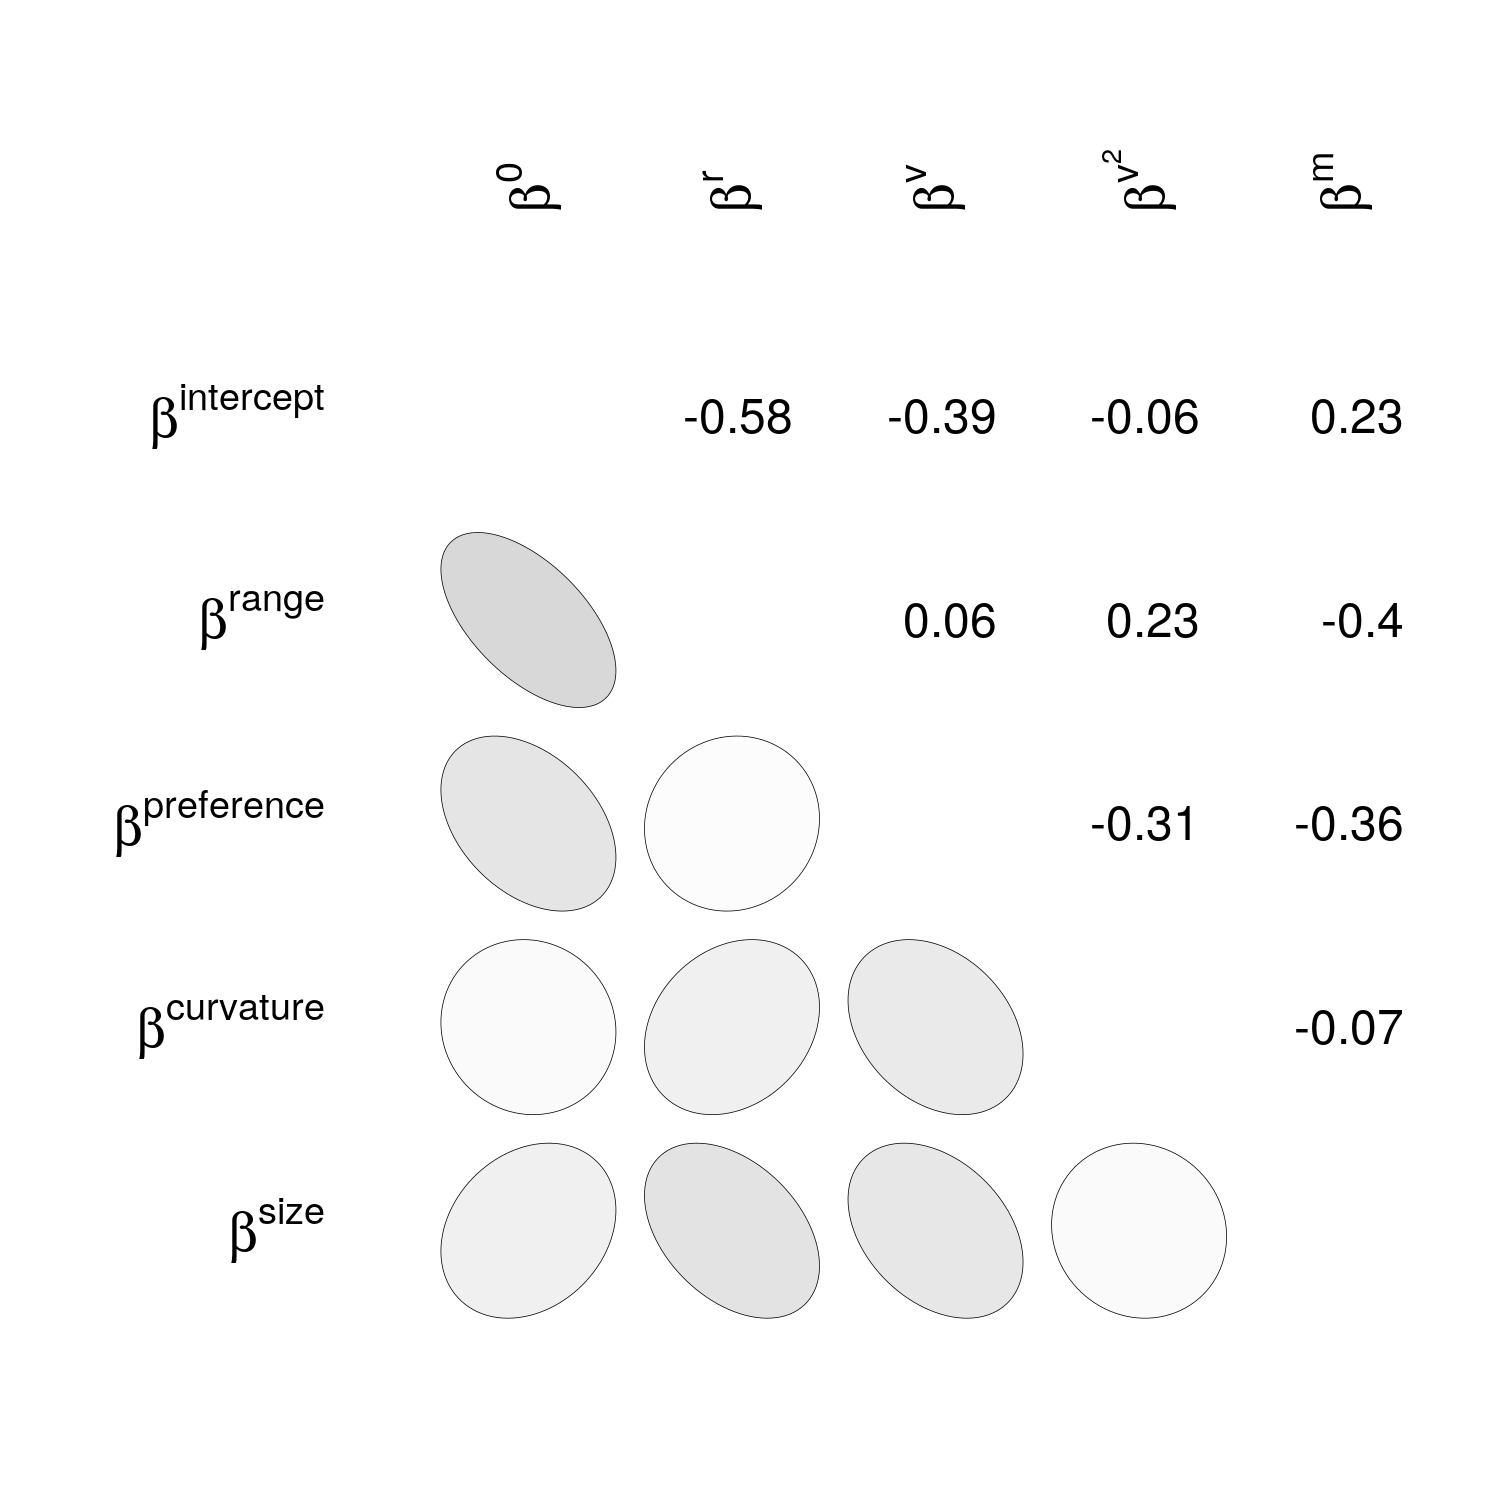 β⁰ βʳ βᵛ βᵛ² βᵐ
βintercept -0.58 -0.39 -0.06 0.23
βrange 0.06 0.23 -0.4
βpreference -0.31 -0.36
βcurvature -0.07
βsize